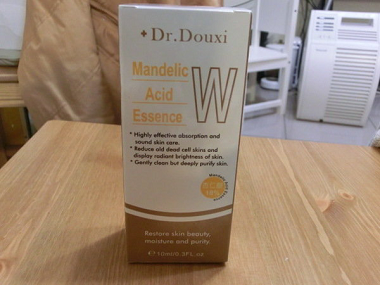 Dr.Douxi
Mandelic
Acid
Essence
W
* Highly effective absorption and
sound skin care.
* Reduce old dead cell skins and
display radiant brightness of skin.
* Gently clean but deeply purify skin.
Restore skin beauty,
moisture and purity.